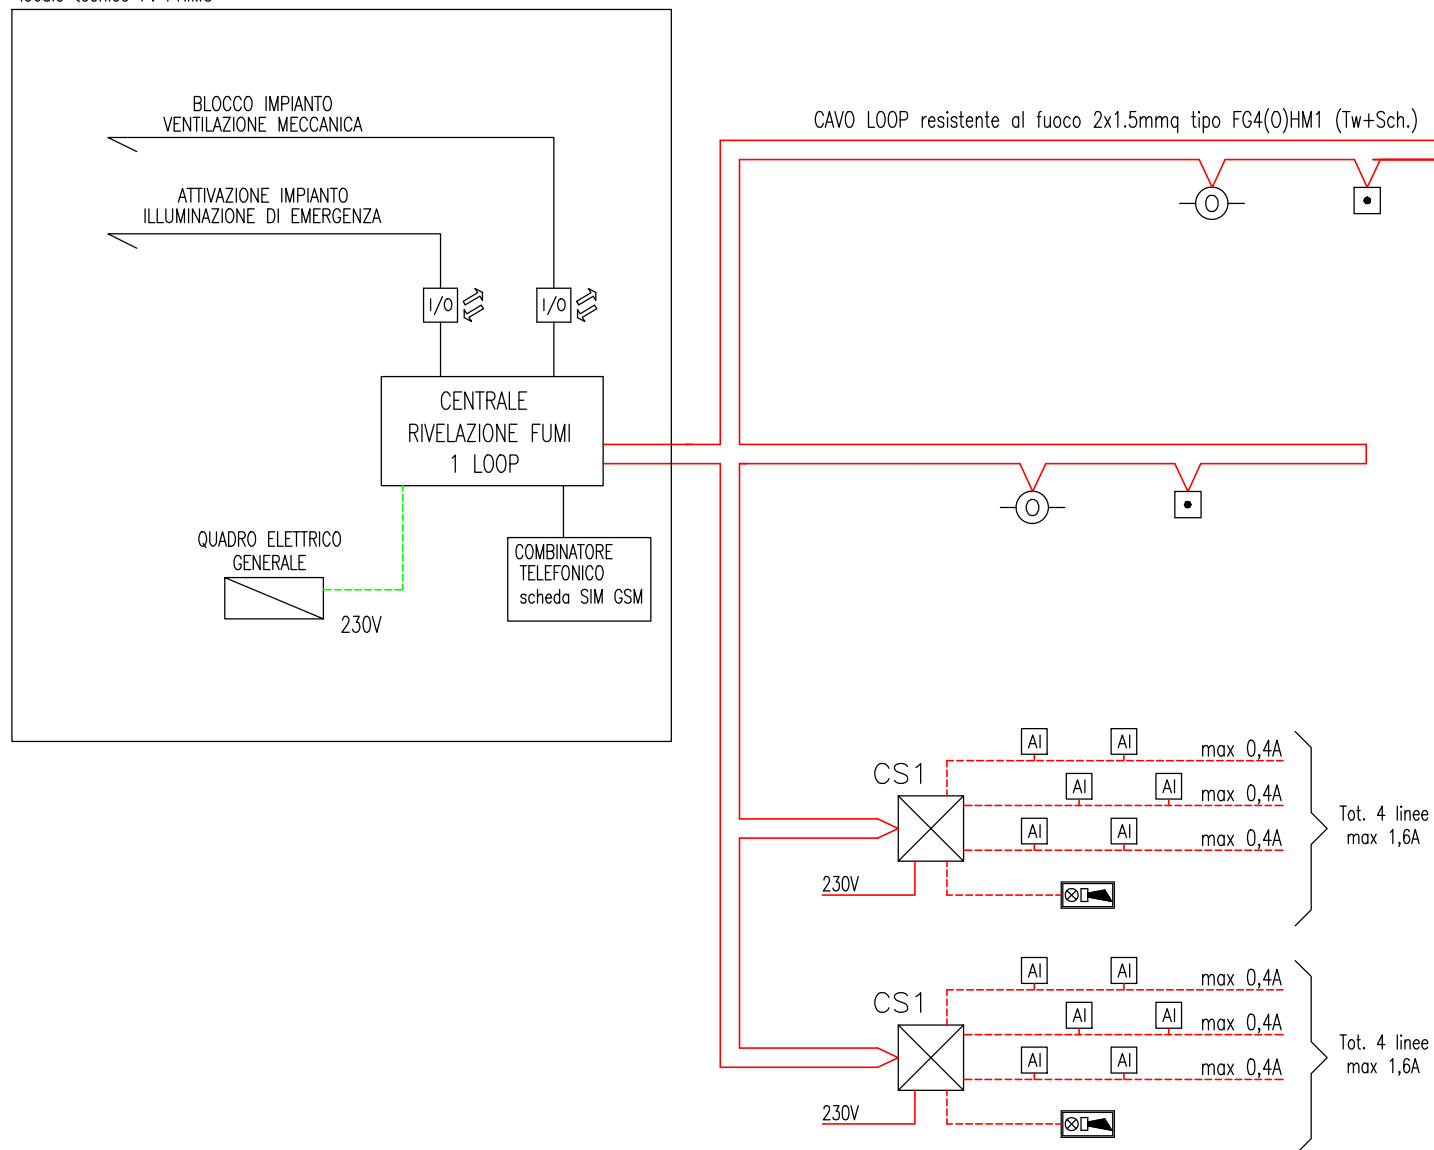 BLOCCO IMPIANTO
VENTILAZIONE MECCANICA
ATTIVAZIONE IMPIANTO
ILLUMINAZIONE DI EMERGENZA
I/O
I/O
CENTRALE
RIVELAZIONE FUMI
1 LOOP
QUADRO ELETTRICO
GENERALE
230V
COMBINATORE
TELEFONICO
scheda SIM GSM
CAVO LOOP resistente al fuoco 2x1.5mmq tipo FG4(O)HM1 (Tw+Sch.)
O
O
CS1
AI AI max 0,4A
AI AI max 0,4A
AI AI max 0,4A
230V
Tot. 4 linee
max 1,6A
CS1
AI AI max 0,4A
AI AI max 0,4A
AI AI max 0,4A
230V
Tot. 4 linee
max 1,6A